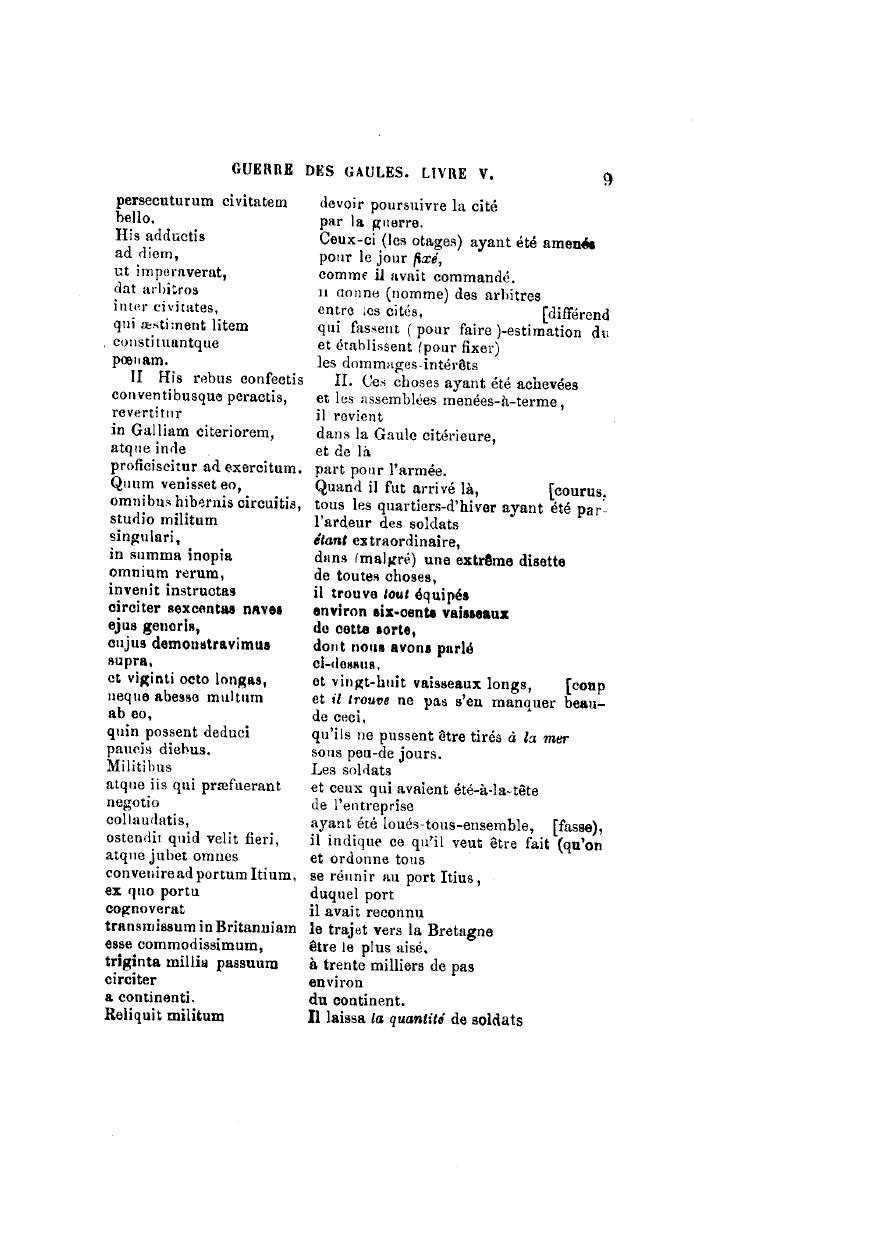 GUERRE DES GAULES. LIVRE V. 9
persecuturum civitatem devoir poursuivre la cité
bello. par la guerre.
His adductis Ceux-ci (les otages) ayant été amenés
ad diem, pour le jour fixé,
ut imperaverat, comme il avait commandé,
dat arbitros il donne (nomme) des arbitres
inter civitates, entre les cités, [différend
qui æstiment litem qui fassent (pour faire)-estimation du
constituantque et établissent (pour fixer)
pœnam. les dommages-intérêts
II His rebus confectis II. Ces choses ayant été achevées
conventibusque peractis, et les assemblées menées-à-terme,
revertitur il revient
in Galliam citeriorem, dans la Gaule citérieure,
atque inde et de là
proficiscitur ad exercitum. part pour l'armée.
Quum venisset eo, Quand il fut arrivé là, [courus,
omnibus hibernis circuitis, tous les quartiers-d'hiver ayant été par-
studio militum l'ardeur des soldats
singulari, étant extraordinaire,
in summa inopia dans (malgré) une extrême disette
omnium rerum, de toutes choses,
invenit instructas il trouve tout équipés
circiter sexcentas naves environ six-cents vaisseaux
ejus generis, de cette sorte,
cujus demonstravimus dont nous avons parlé
supra, ci-dessus,
et viginti octo longas, et vingt-huit vaisseaux longs, [coup
neque abesse multum et il trouve ne pas s'en manquer beau-
ab eo, de ceci,
quin possent deduci qu'ils ne pussent être tirés à la mer
paucis diebus. sous peu-de jours.
Militibus Les soldats
atque iis qui præfuerant et ceux qui avaient été-à-la-tête
negotio de l'entreprise
collaudatis, ayant été loués-tous-ensemble, [fasse),
ostendit quid velit fieri, il indique ce qu'il veut être fait (qu'on
atque jubet omnes et ordonne tous
convenire ad portum Itium, se réunir au port Itius,
ex quo portu duquel port
cognoverat il avait reconnu
transmissum in Britanniam le trajet vers la Bretagne
esse commodissimum, être le plus aisé,
triginta millia passuum à trente milliers de pas
circiter environ
a continenti. du continent.
Reliquit militum Il laissa la quantité de soldats